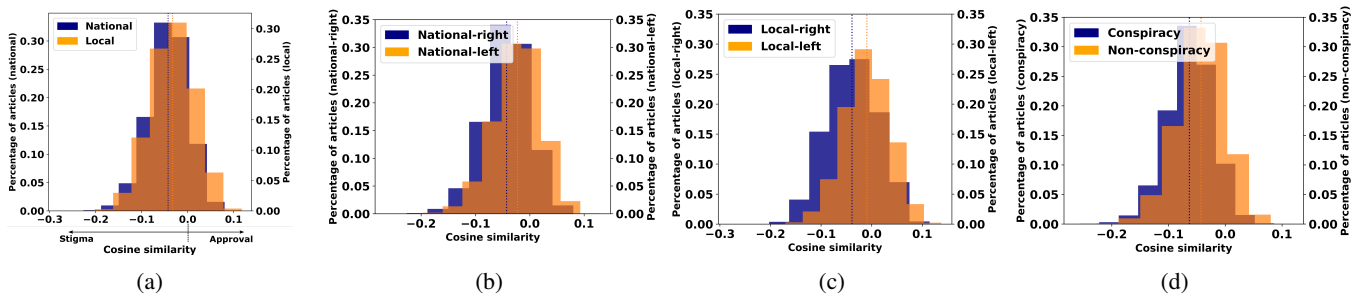 National
Local
Percentage of articles (national)
Percentage of articles (local)
0.30
0.25
0.20
0.15
0.10
0.05
0.00
0.30
0.25
0.20
0.15
0.10
0.05
0.00
−0.3 −0.2 −0.1 0.0 0.1
Stigma Approval
Cosine similarity
(a)
National-right
National-left
Percentage of articles (national-right)
Percentage of articles (national-left)
0.35
0.30
0.25
0.20
0.15
0.10
0.05
0.00
0.35
0.30
0.25
0.20
0.15
0.10
0.05
0.00
−0.2 −0.1 0.0 0.1
Cosine similarity
(b)
Local-right
Local-left
Percentage of articles (local-right)
Percentage of articles (local-left)
0.35
0.30
0.25
0.20
0.15
0.10
0.05
0.00
0.35
0.30
0.25
0.20
0.15
0.10
0.05
0.00
−0.3 −0.2 −0.1 0.0 0.1
Cosine similarity
(c)
Conspiracy
Non-conspiracy
Percentage of articles (conspiracy)
Percentage of articles (non-conspiracy)
0.35
0.30
0.25
0.20
0.15
0.10
0.05
0.00
0.35
0.30
0.25
0.20
0.15
0.10
0.05
0.00
−0.2 −0.1 0.0 0.1
Cosine similarity
(d)